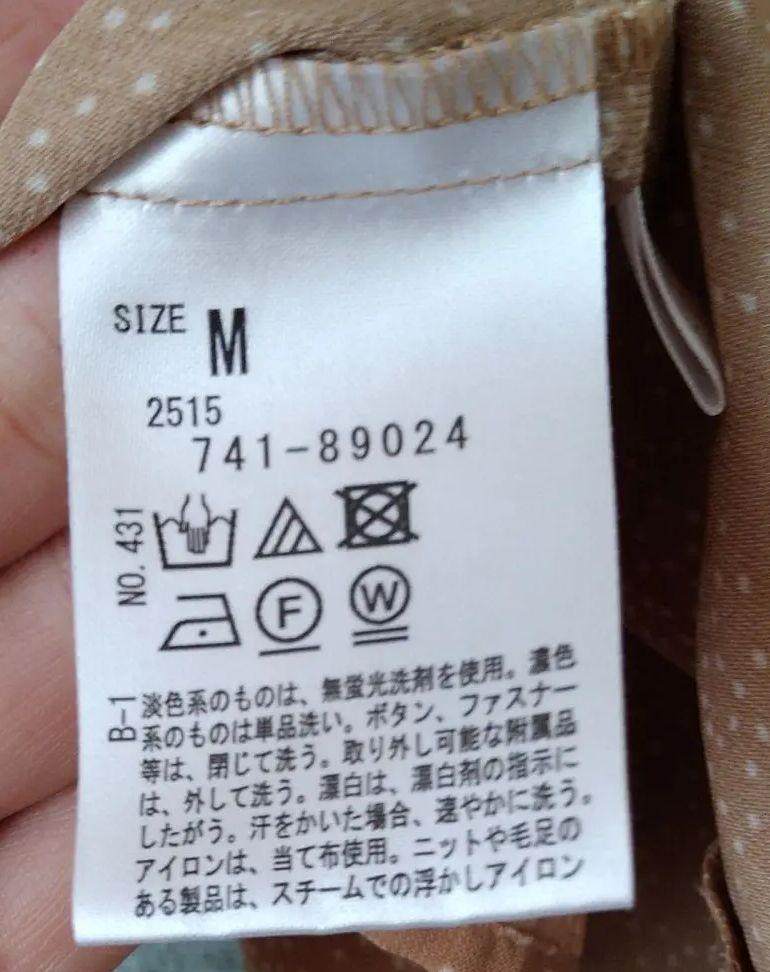 SIZE M
2515
741-89024
NO. 431
F W
B-1
淡色系のものは、無蛍光洗剤を使用。濃色
系のものは単品洗い。ボタン、ファスナー
等は、閉じて洗う。取り外し可能な附属品
は、外して洗う。漂白は、漂白剤の指示に
したがう。汗をかいた場合、速やかに洗う。
アイロンは、当て布使用。ニットや毛足の
ある製品は、スチームでの浮かしアイロン